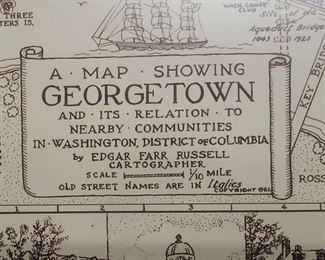 THREE
TERS IS.
WASH. CANOE
CLUB
Site of old
Aqueduct Bridge
1843 1923
KEY BRIDGE
A · MAP · SHOWING
GEORGETOWN
AND · ITS · RELATION · TO
NEARBY · COMMUNITIES
IN · WASHINGTON, DISTRICT OF COLUMBIA
by EDGAR FARR RUSSELL
CARTOGRAPHER
SCALE 1/10 MILE
OLD STREET NAMES ARE IN Italics
COPYRIGHT 1961
ROSS
1 2 3 4